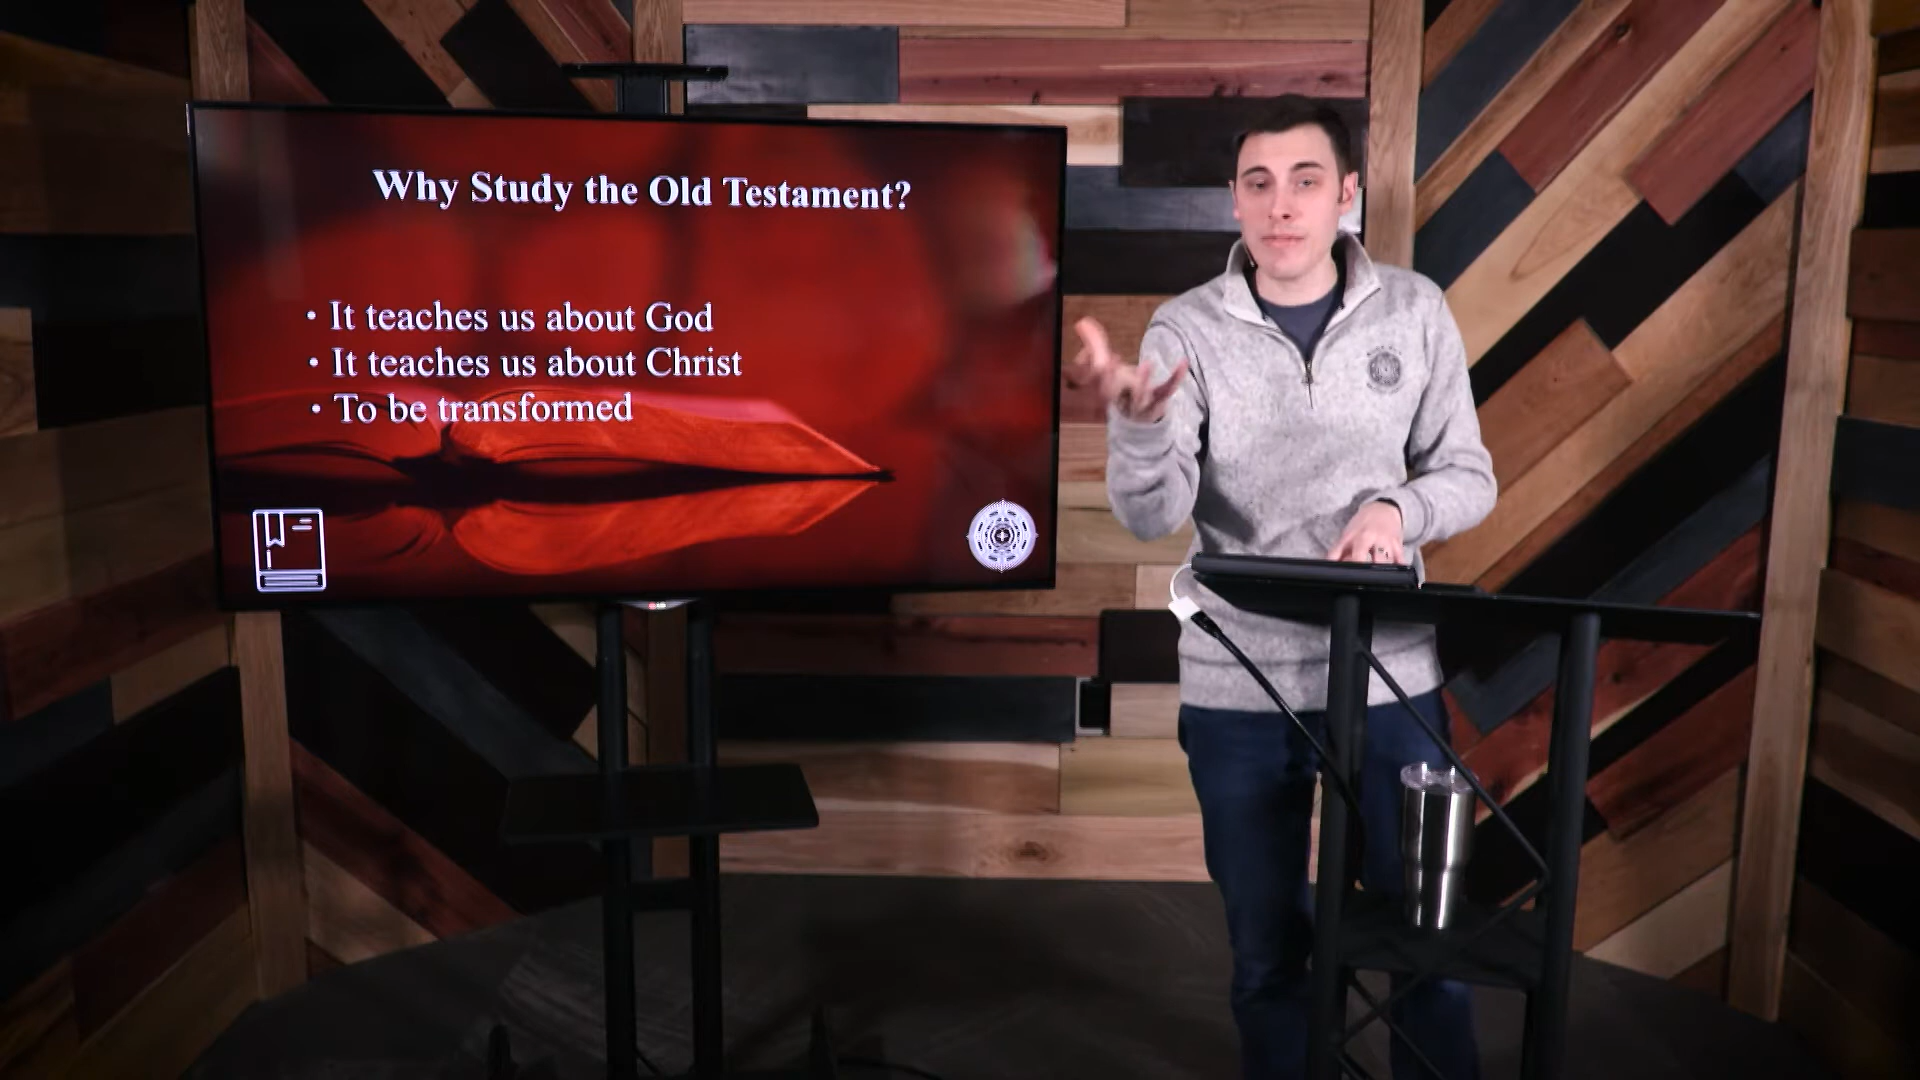 Why Study the Old Testament?
• It teaches us about God
• It teaches us about Christ
• To be transformed